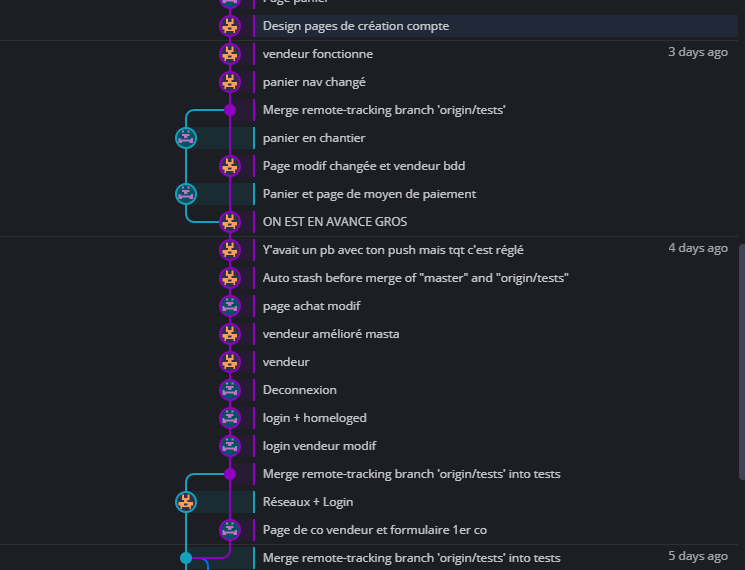 Page panier
Design pages de création compte
vendeur fonctionne
3 days ago
panier nav changé
Merge remote-tracking branch 'origin/tests'
panier en chantier
Page modif changée et vendeur bdd
Panier et page de moyen de paiement
ON EST EN AVANCE GROS
Y'avait un pb avec ton push mais tqt c'est réglé
4 days ago
Auto stash before merge of "master" and "origin/tests"
page achat modif
vendeur amélioré masta
vendeur
Deconnexion
login + homeloged
login vendeur modif
Merge remote-tracking branch 'origin/tests' into tests
Réseaux + Login
Page de co vendeur et formulaire 1er co
Merge remote-tracking branch 'origin/tests' into tests
5 days ago